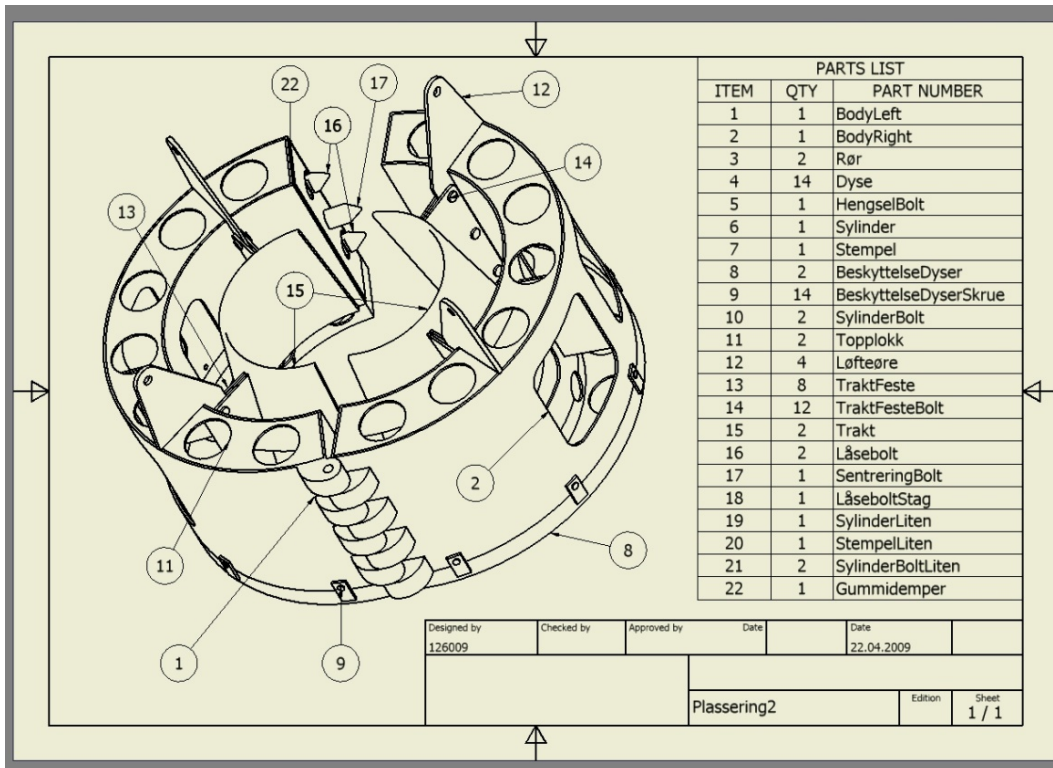 22
17
12
16
14
13
15
2
11
8
1
9
PARTS LIST
ITEM QTY PART NUMBER
1 1 BodyLeft
2 1 BodyRight
3 2 Rør
4 14 Dyse
5 1 HengselBolt
6 1 Sylinder
7 1 Stempel
8 2 BeskyttelseDyser
9 14 BeskyttelseDyserSkrue
10 2 SylinderBolt
11 2 Topplokk
12 4 Løfteøre
13 8 TraktFeste
14 12 TraktFesteBolt
15 2 Trakt
16 2 Låsebolt
17 1 SentreringBolt
18 1 LåseboltStag
19 1 SylinderLiten
20 1 StempelLiten
21 2 SylinderBoltLiten
22 1 Gummidemper
Designed by Checked by Approved by Date Date
126009 22.04.2009
Plassering2 Edition Sheet
1 / 1